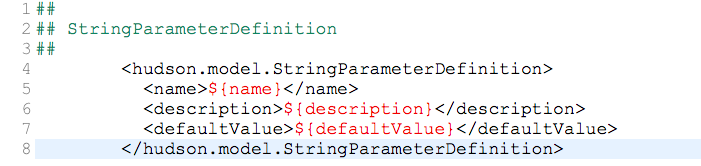 1 ##
2 ## StringParameterDefinition
3 ##
4         <hudson.model.StringParameterDefinition>
5           <name>${name}</name>
6           <description>${description}</description>
7           <defaultValue>${defaultValue}</defaultValue>
8         </hudson.model.StringParameterDefinition>